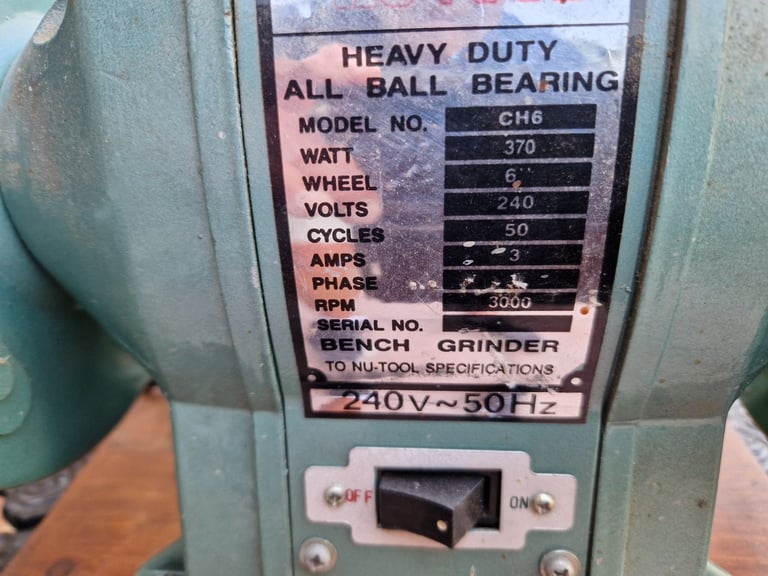 HEAVY DUTY
ALL BALL BEARING
MODEL NO. CH6
WATT 370
WHEEL 6"
VOLTS 240
CYCLES 50
AMPS 3
PHASE
RPM 3000
SERIAL NO.
BENCH GRINDER
TO NU-TOOL SPECIFICATIONS
240V~50Hz
OFF ON